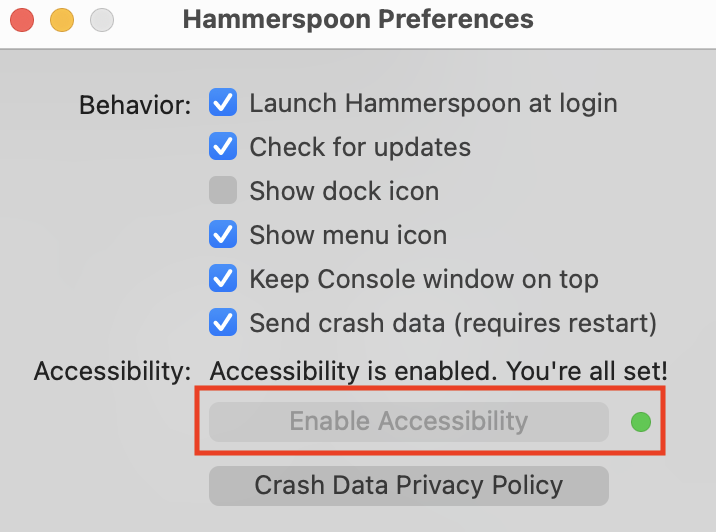 Hammerspoon Preferences
Behavior: Launch Hammerspoon at login
Check for updates
Show dock icon
Show menu icon
Keep Console window on top
Send crash data (requires restart)
Accessibility: Accessibility is enabled. You're all set!
Enable Accessibility
Crash Data Privacy Policy